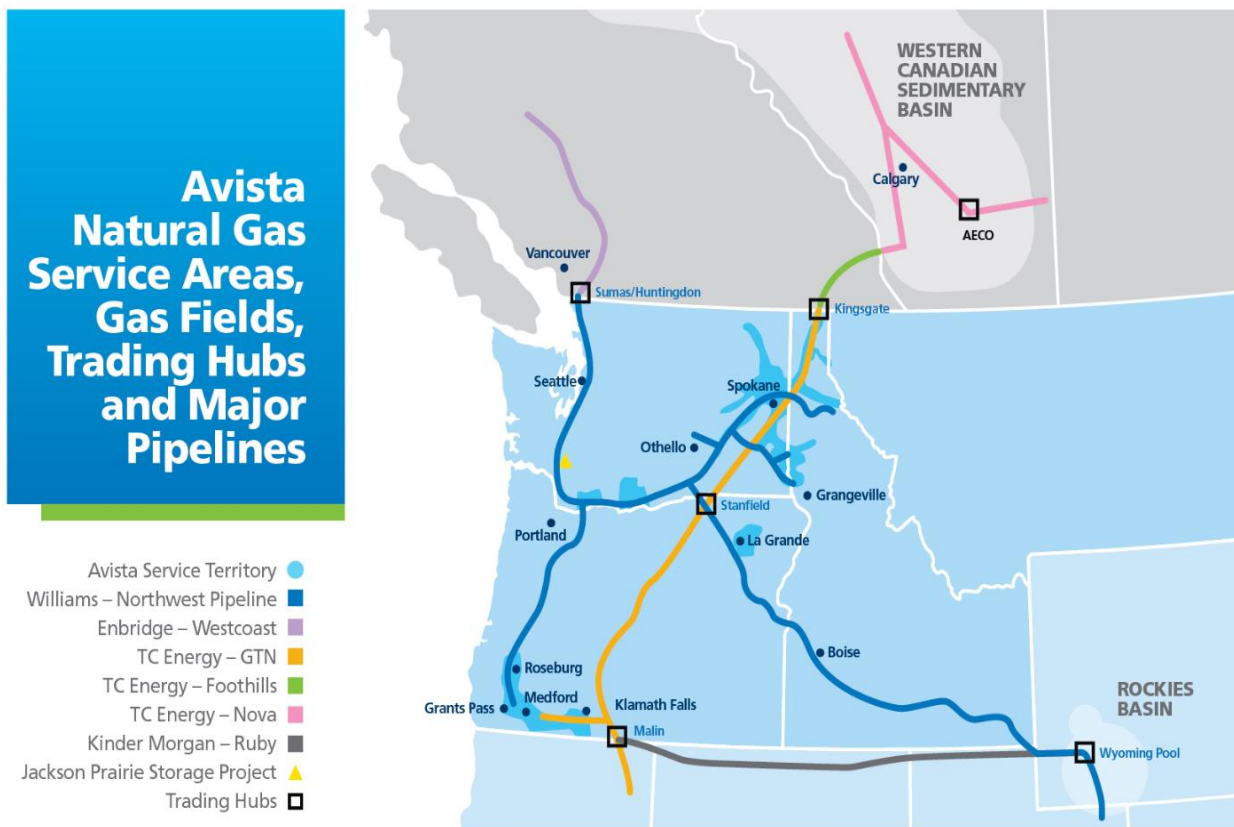 Avista
Natural Gas
Service Areas,
Gas Fields,
Trading Hubs
and Major
Pipelines
Avista Service Territory
Williams – Northwest Pipeline
Enbridge – Westcoast
TC Energy – GTN
TC Energy – Foothills
TC Energy – Nova
Kinder Morgan – Ruby
Jackson Prairie Storage Project
Trading Hubs
WESTERN
CANADIAN
SEDIMENTARY
BASIN
Calgary
AECO
Vancouver
Sumas/Huntingdon
Kingsgate
Seattle
Spokane
Othello
Grangeville
Stanfield
Portland
La Grande
Boise
Roseburg
Medford
Klamath Falls
Grants Pass
Malin
ROCKIES
BASIN
Wyoming Pool